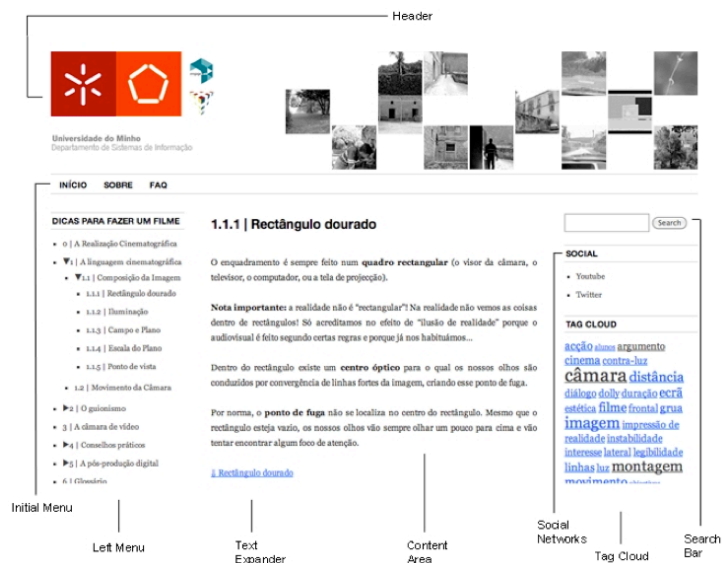 Header
Universidade do Minho
Departamento de Sistemas de Informação
INÍCIO SOBRE FAQ
DICAS PARA FAZER UM FILME
0 | A Realização Cinematográfica
▼1 | A linguagem cinematográfica
▼1.1 | Composição da Imagem
1.1.1 | Rectângulo dourado
1.1.2 | Iluminação
1.1.3 | Campo e Plano
1.1.4 | Escala do Plano
1.1.5 | Ponto de vista
1.2 | Movimento da Câmara
▶2 | O guionismo
3 | A câmara de vídeo
▶4 | Conselhos práticos
▶5 | A pós-produção digital
6 | Glossário
1.1.1 | Rectângulo dourado
O enquadramento é sempre feito num quadro rectangular (o visor da câmara, o
televisor, o computador, ou a tela de projecção).
Nota importante: a realidade não é "rectangular"! Na realidade não vemos as coisas
dentro de rectângulos! Só acreditamos no efeito de "ilusão de realidade" porque o
audiovisual é feito segundo certas regras e porque já nos habituámos...
Dentro do rectângulo existe um centro óptico para o qual os nossos olhos são
conduzidos por convergência de linhas fortes da imagem, criando esse ponto de fuga.
Por norma, o ponto de fuga não se localiza no centro do rectângulo. Mesmo que o
rectângulo esteja vazio, os nossos olhos vão sempre olhar um pouco para cima e vão
tentar encontrar algum foco de atenção.
↓ Rectângulo dourado
Search
SOCIAL
Youtube
Twitter
TAG CLOUD
acção alunos argumento
cinema contra-luz
câmara distância
diálogo dolly duração ecrã
estética filme frontal grua
imagem impressão de
realidade instabilidade
interesse lateral legibilidade
linhas luz montagem
movimento
Initial Menu
Left Menu
Text
Expander
Content
Area
Social
Networks
Tag Cloud
Search
Bar